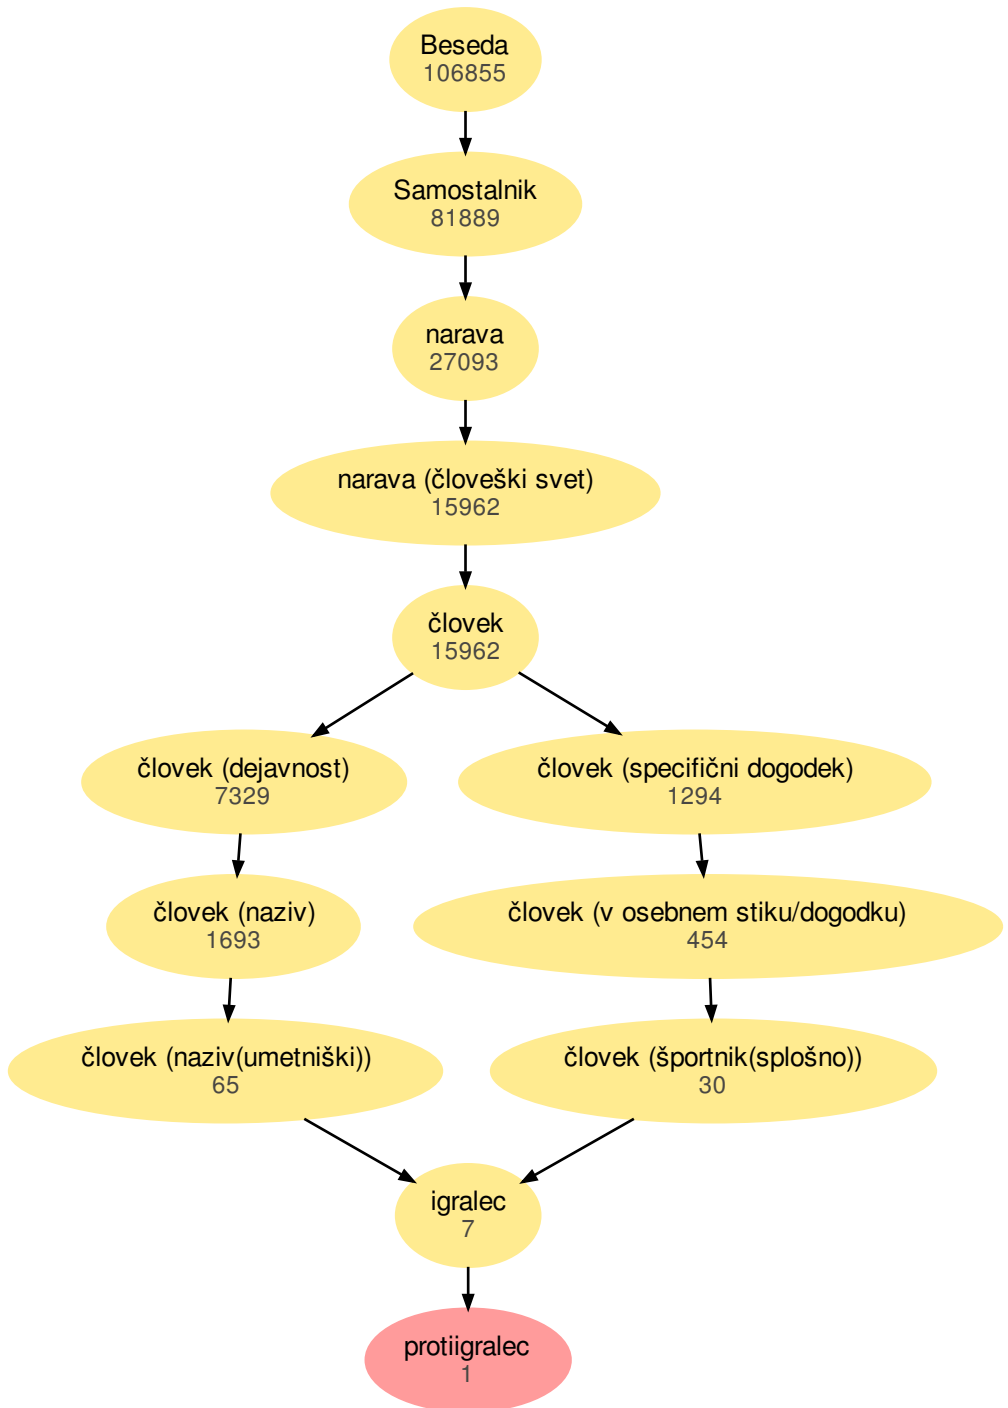 Beseda
106855
Samostalnik
81889
narava
27093
narava (človeški svet)
15962
človek
15962
človek (dejavnost)
7329
človek (specifični dogodek)
1294
človek (naziv)
1693
človek (v osebnem stiku/dogodku)
454
človek (naziv(umetniški))
65
človek (športnik(splošno))
30
igralec
7
protiigralec
1